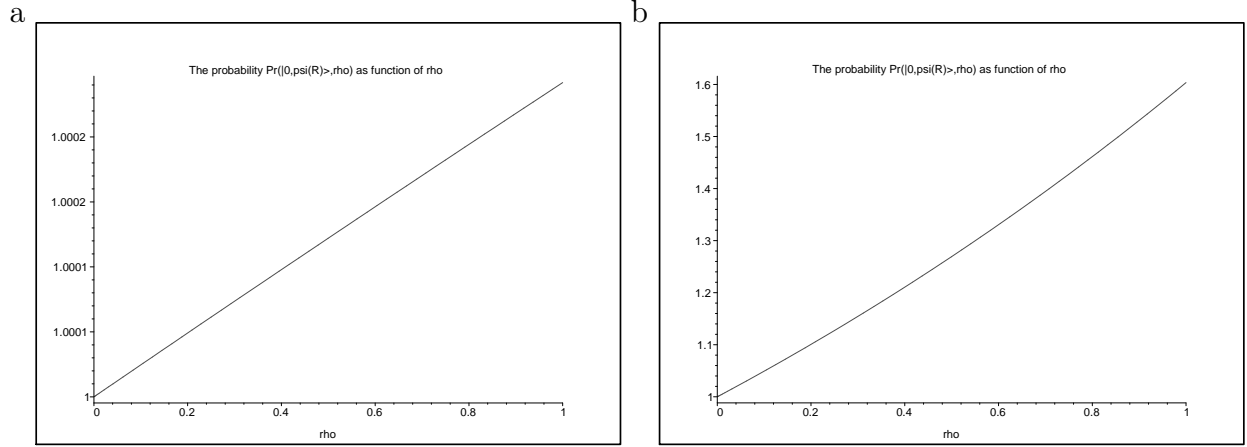 a
The probability Pr(|0,psi(R)>,rho) as function of rho
1.0002
1.0002
1.0001
1.0001
1
0 0.2 0.4 0.6 0.8 1
rho
b
The probability Pr(|0,psi(R)>,rho) as function of rho
1.6
1.5
1.4
1.3
1.2
1.1
1
0 0.2 0.4 0.6 0.8 1
rho